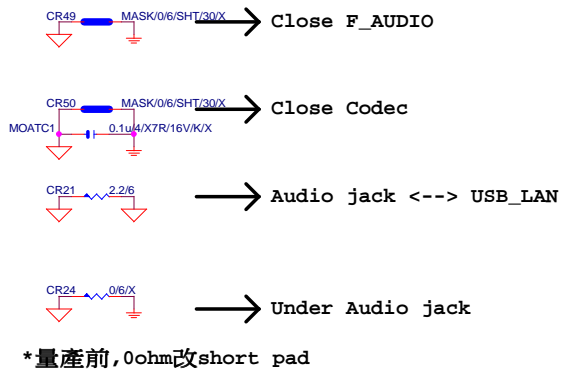 CR49 MASK/0/6/SHT/30/X Close F_AUDIO
CR50 MASK/0/6/SHT/30/X Close Codec
MOATC1 0.1u/4/X7R/16V/K/X
CR21 2.2/6 Audio jack <--> USB_LAN
CR24 0/6/X Under Audio jack
*量產前,0ohm改short pad